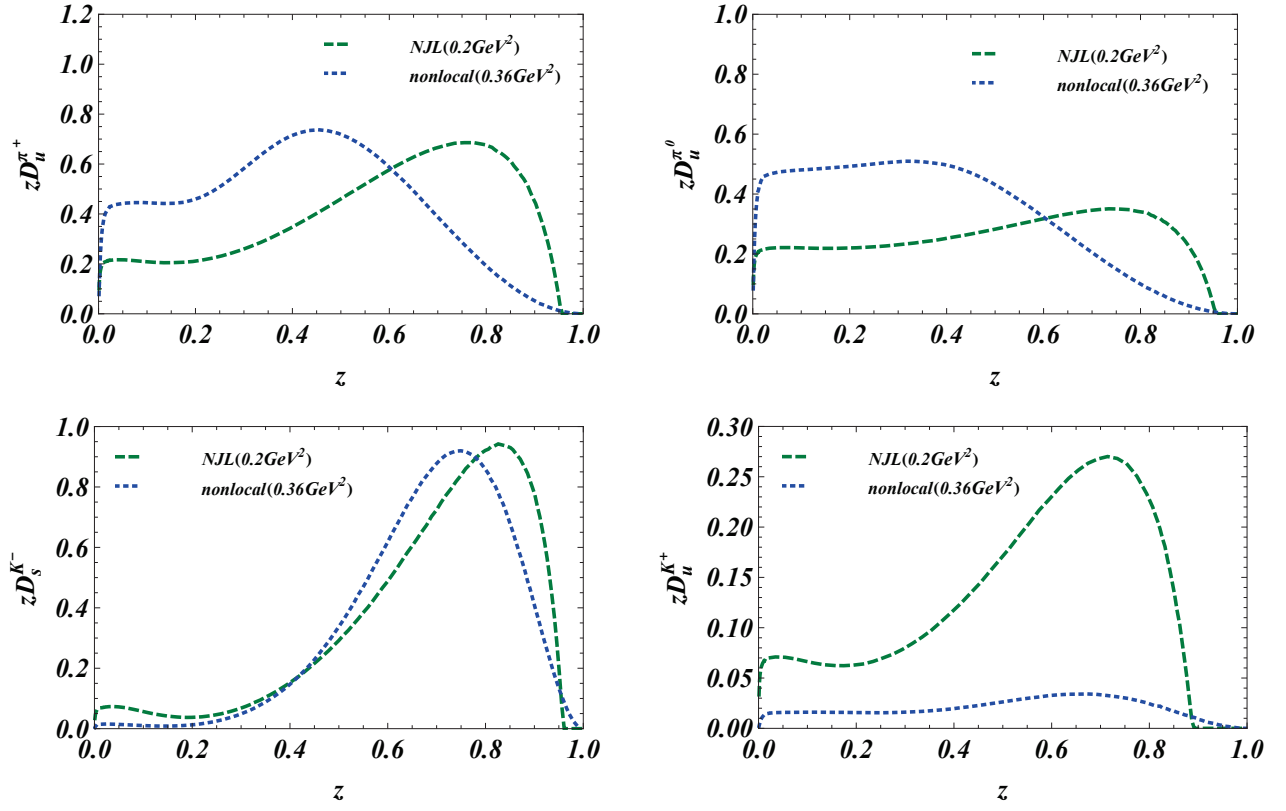 1.2
1.0
0.8
0.6
0.4
0.2
0.0
zD_u^{π^+}
NJL(0.2GeV²)
nonlocal(0.36GeV²)
0.0 0.2 0.4 0.6 0.8 1.0
z
1.0
0.8
0.6
0.4
0.2
0.0
zD_u^{π^0}
NJL(0.2GeV²)
nonlocal(0.36GeV²)
0.0 0.2 0.4 0.6 0.8 1.0
z
1.0
0.8
0.6
0.4
0.2
0.0
zD_s^{K^-}
NJL(0.2GeV²)
nonlocal(0.36GeV²)
0.0 0.2 0.4 0.6 0.8 1.0
z
0.30
0.25
0.20
0.15
0.10
0.05
0.00
zD_u^{K^+}
NJL(0.2GeV²)
nonlocal(0.36GeV²)
0.0 0.2 0.4 0.6 0.8 1.0
z